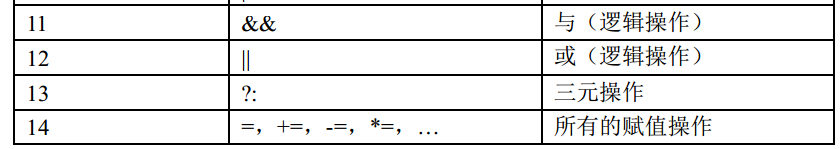 11 && 与（逻辑操作）
12 || 或（逻辑操作）
13 ?: 三元操作
14 =，+=，-=，*=，… 所有的赋值操作